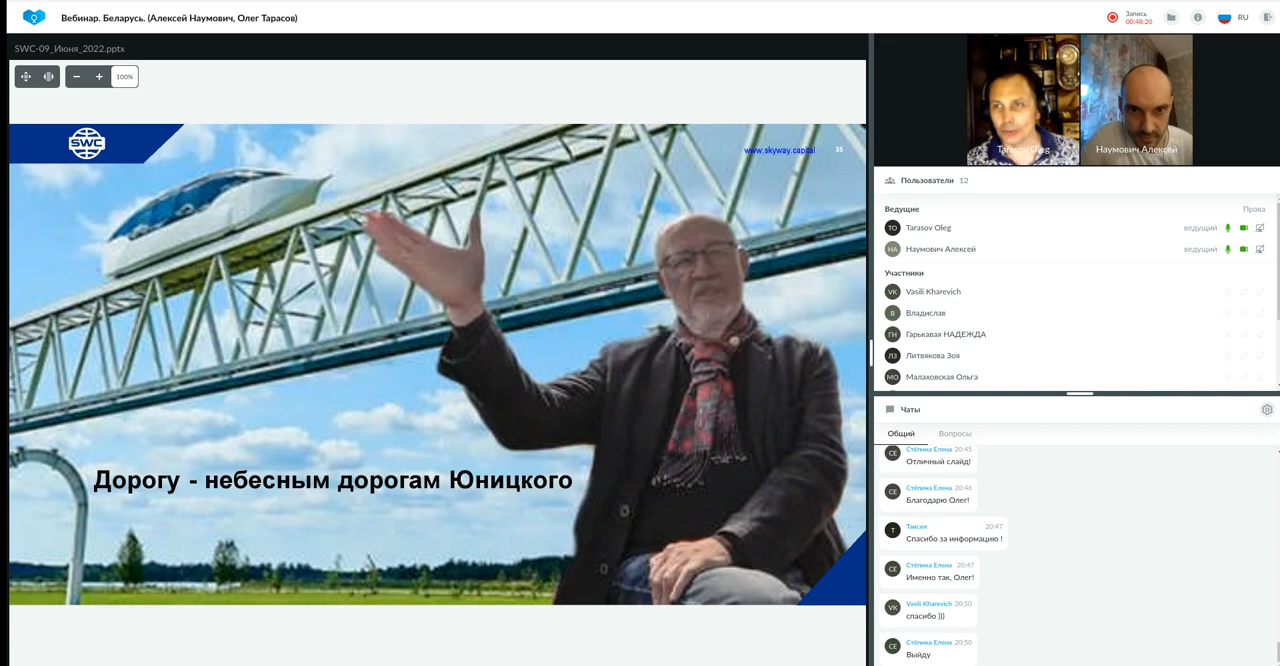 Вебинар. Беларусь. (Алексей Наумович, Олег Тарасов)
Запись
00:48:20
RU
SWC-09_Июня_2022.pptx
100%
SWC
www.skyway.capital
35
Дорогу - небесным дорогам Юницкого
Tarasov Oleg
Наумович Алексей
Пользователи 12
Ведущие
Права
TO Tarasov Oleg ведущий
НА Наумович Алексей ведущий
Участники
VK Vasili Kharevich
В Владислав
ГН Гарькавая НАДЕЖДА
ЛЗ Литвякова Зоя
МО Малаховская Ольга
Чаты
Общий Вопросы
СЕ Стёпина Елена 20:45
Отличный слайд!
СЕ Стёпина Елена 20:46
Благодарю Олег!
Т Таисия 20:47
Спасибо за информацию !
СЕ Стёпина Елена 20:47
Именно так, Олег!
VK Vasili Kharevich 20:50
спасибо )))
СЕ Стёпина Елена 20:50
Выйду